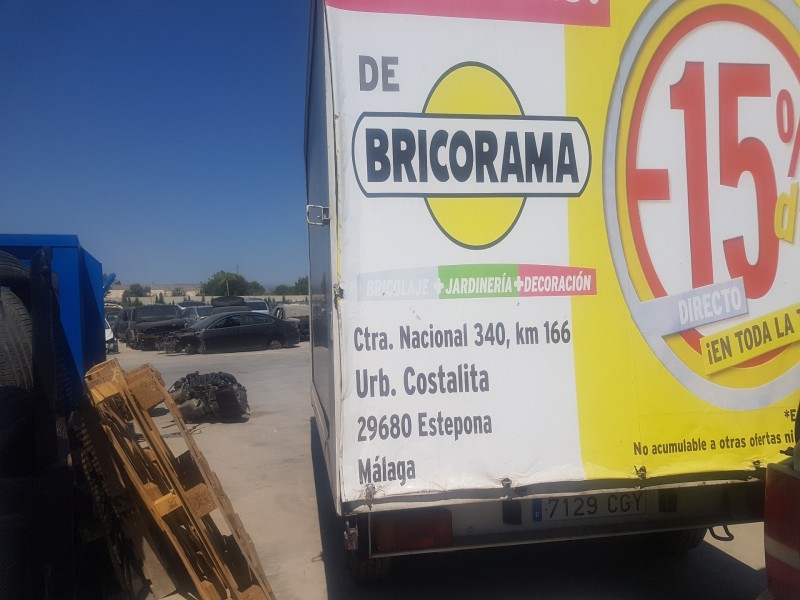 DE
BRICORAMA
BRICOLAJE+JARDINERÍA+DECORACIÓN
Ctra. Nacional 340, km 166
Urb. Costalita
29680 Estepona
Málaga
-15%
DIRECTO
¡EN TODA LA
No acumulable a otras ofertas ni
7129 CGY